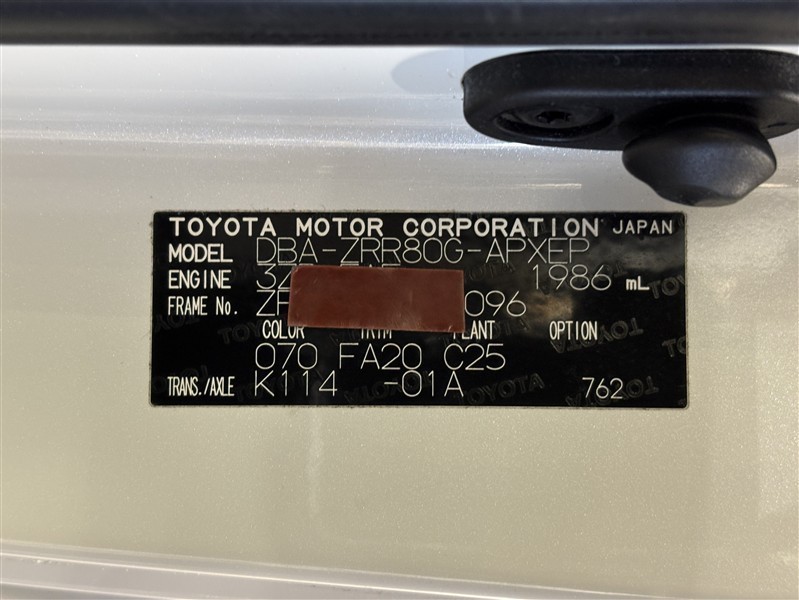 TOYOTA MOTOR CORPORATION JAPAN
MODEL DBA-ZRR80G-APXEP
ENGINE 1986 mL
FRAME No. 096
COLOR TRIM PLANT OPTION
070 FA20 C25
TRANS./AXLE K114 -01A 762